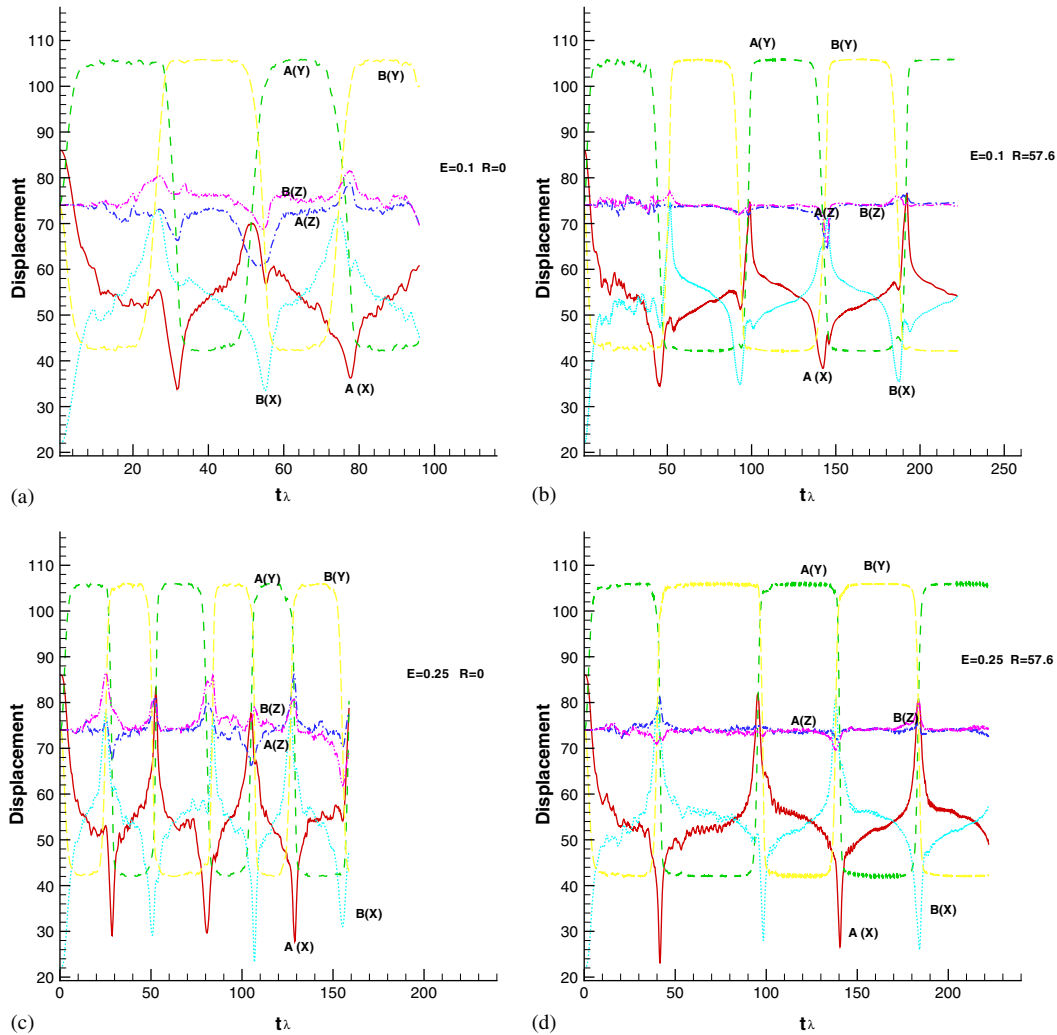 110
100
90
80
70
60
50
40
30
20
Displacement
A(Y)
B(Y)
E=0.1 R=0
B(Z)
A(Z)
B(X)
A (X)
20
40
60
80
100
tλ
(a)
110
100
90
80
70
60
50
40
30
20
Displacement
A(Y)
B(Y)
E=0.1 R=57.6
A(Z)
B(Z)
A (X)
B(X)
50
100
150
200
250
tλ
(b)
110
100
90
80
70
60
50
40
30
20
Displacement
A(Y)
B(Y)
E=0.25 R=0
B(Z)
A(Z)
B(X)
A (X)
0
50
100
150
200
tλ
(c)
110
100
90
80
70
60
50
40
30
20
Displacement
A(Y)
B(Y)
E=0.25 R=57.6
A(Z)
B(Z)
A (X)
B(X)
0
50
100
150
200
tλ
(d)